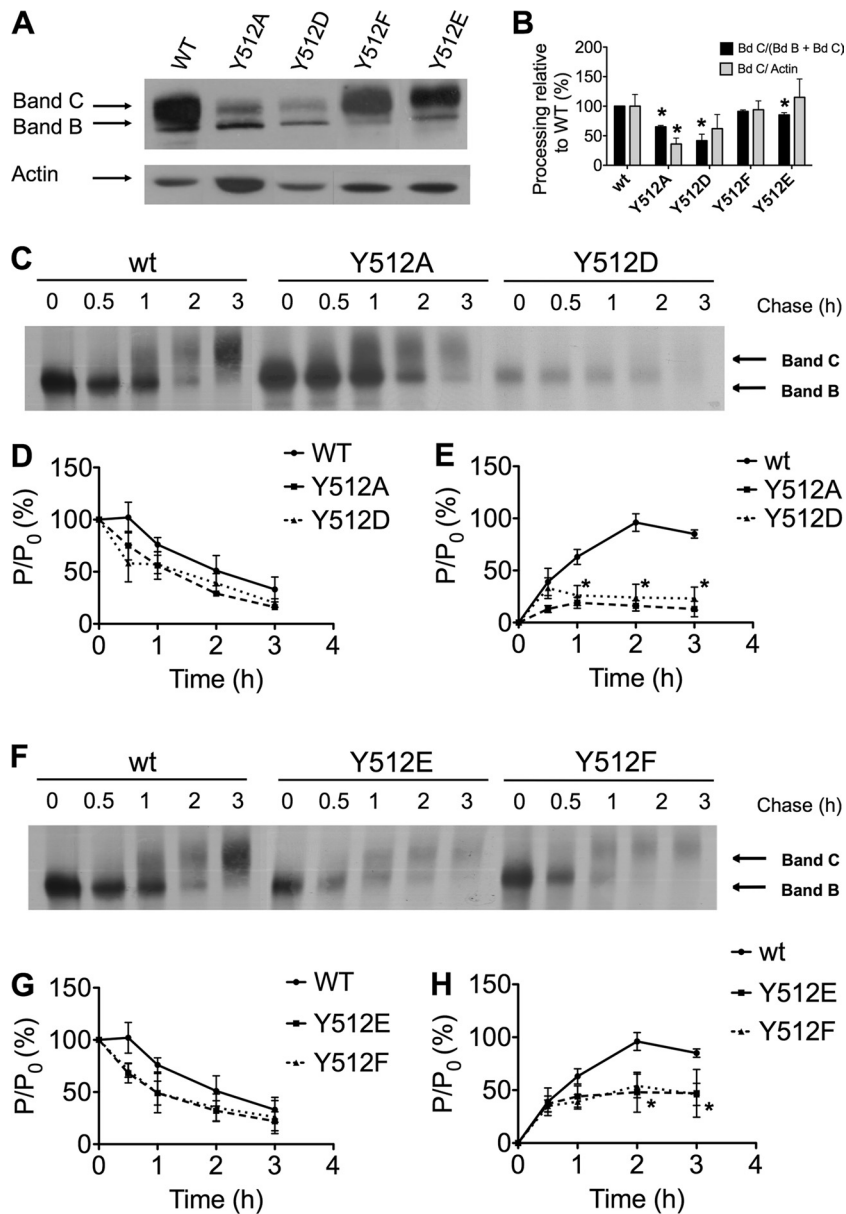 A
WT
Y512A
Y512D
Y512F
Y512E
Band C
Band B
Actin
B
Processing relative
to WT (%)
200
150
100
50
0
Bd C/(Bd B + Bd C)
Bd C/ Actin
*
*
*
*
wt
Y512A
Y512D
Y512F
Y512E
C
wt
Y512A
Y512D
0 0.5 1 2 3 0 0.5 1 2 3 0 0.5 1 2 3 Chase (h)
Band C
Band B
D
P/P0 (%)
150
100
50
0
0 1 2 3 4
Time (h)
WT
Y512A
Y512D
E
P/P0 (%)
150
100
50
0
0 1 2 3 4
Time (h)
wt
Y512A
Y512D
* * *
F
wt
Y512E
Y512F
0 0.5 1 2 3 0 0.5 1 2 3 0 0.5 1 2 3 Chase (h)
Band C
Band B
G
P/P0 (%)
150
100
50
0
0 1 2 3 4
Time (h)
WT
Y512E
Y512F
H
P/P0 (%)
150
100
50
0
0 1 2 3 4
Time (h)
wt
Y512E
Y512F
* *